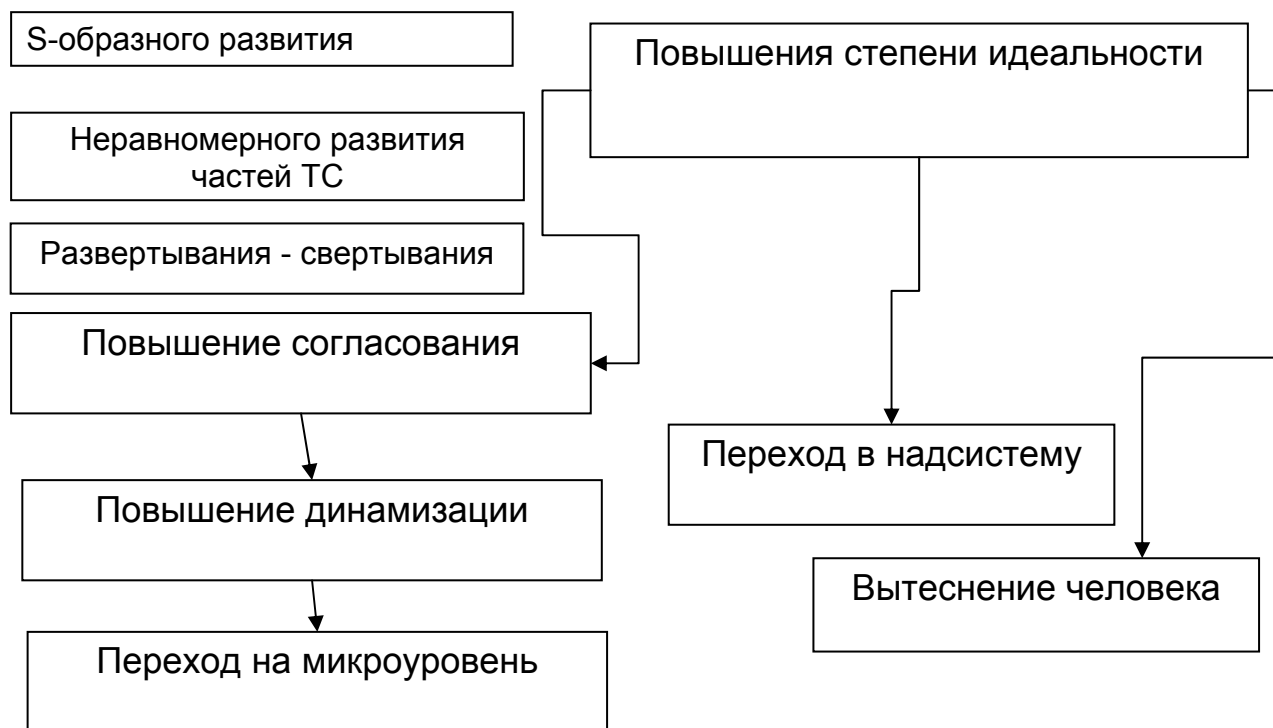 S-образного развития
Повышения степени идеальности
Неравномерного развития
частей ТС
Развертывания - свертывания
Повышение согласования
Переход в надсистему
Повышение динамизации
Вытеснение человека
Переход на микроуровень